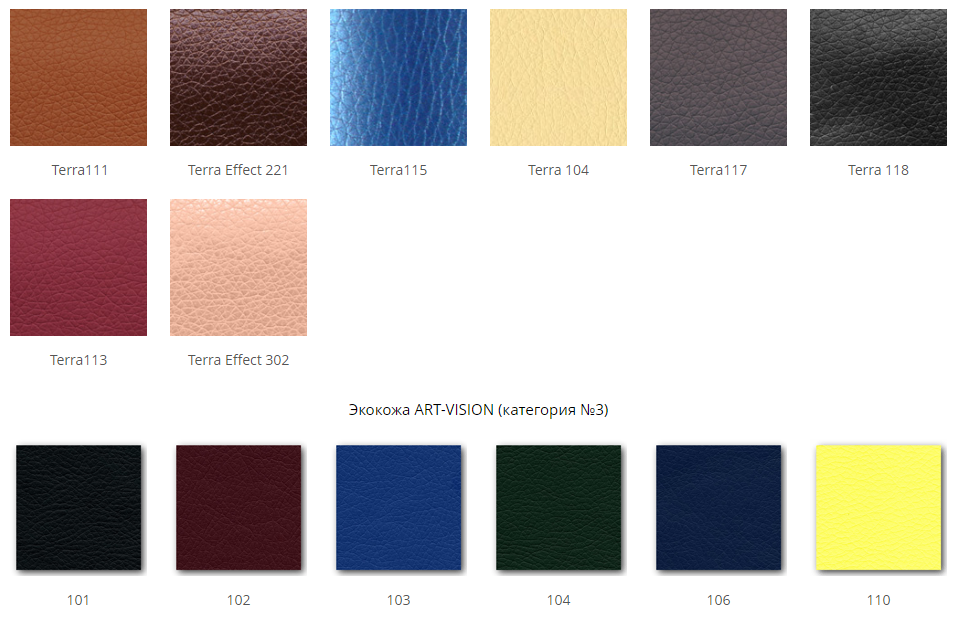 Terra111 Terra Effect 221 Terra115 Terra 104 Terra117 Terra 118
Terra113 Terra Effect 302
Экокожа ART-VISION (категория №3)
101 102 103 104 106 110